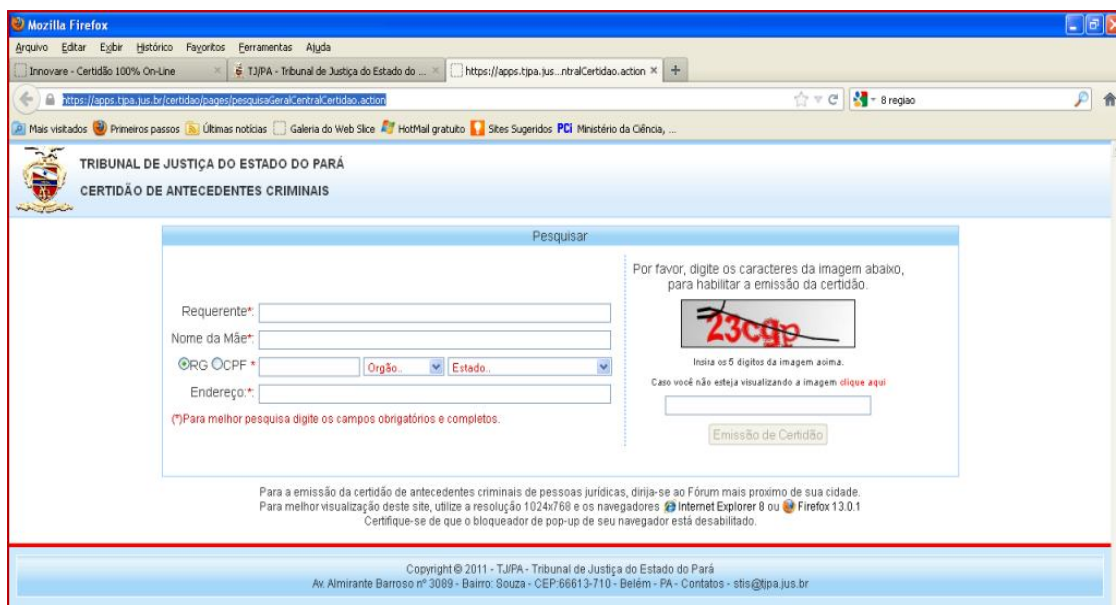 Mozilla Firefox
Arquivo Editar Exibir Histórico Favoritos Ferramentas Ajuda
Innovare - Certidão 100% On-Line
TJ/PA - Tribunal de Justiça do Estado do ...
https://apps.tjpa.jus...ntralCertidao.action
https://apps.tjpa.jus.br/certidao/pages/pesquisaGeralCentralCertidao.action
8 regiao
Mais visitados Primeiros passos Últimas notícias Galeria do Web Slice HotMail gratuito Sites Sugeridos PCi Ministério da Ciência, ...
TRIBUNAL DE JUSTIÇA DO ESTADO DO PARÁ
CERTIDÃO DE ANTECEDENTES CRIMINAIS
Pesquisar
Requerente*:
Nome da Mãe*:
RG CPF * Orgão.. Estado..
Endereço:*:
(*)Para melhor pesquisa digite os campos obrigatórios e completos.
Por favor, digite os caracteres da imagem abaixo,
para habilitar a emissão da certidão.
23cgp
Insira os 5 digitos da imagem acima.
Caso você não esteja visualizando a imagem clique aqui
Emissão de Certidão
Para a emissão da certidão de antecedentes criminais de pessoas jurídicas, dirija-se ao Fórum mais proximo de sua cidade.
Para melhor visualização deste site, utilize a resolução 1024x768 e os navegadores Internet Explorer 8 ou Firefox 13.0.1
Certifique-se de que o bloqueador de pop-up de seu navegador está desabilitado.
Copyright © 2011 - TJ/PA - Tribunal de Justiça do Estado do Pará
Av. Almirante Barroso nº 3089 - Bairro: Souza - CEP:66613-710 - Belém - PA - Contatos - stis@tjpa.jus.br